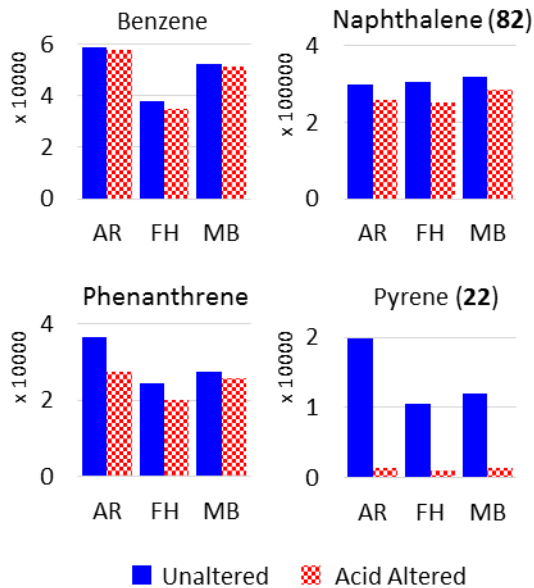 Benzene
x 10000
6
4
2
0
AR FH MB
Naphthalene (82)
x 100000
4
2
0
AR FH MB
Phenanthrene
x 10000
4
2
0
AR FH MB
Pyrene (22)
x 10000
2
1
0
AR FH MB
Unaltered Acid Altered